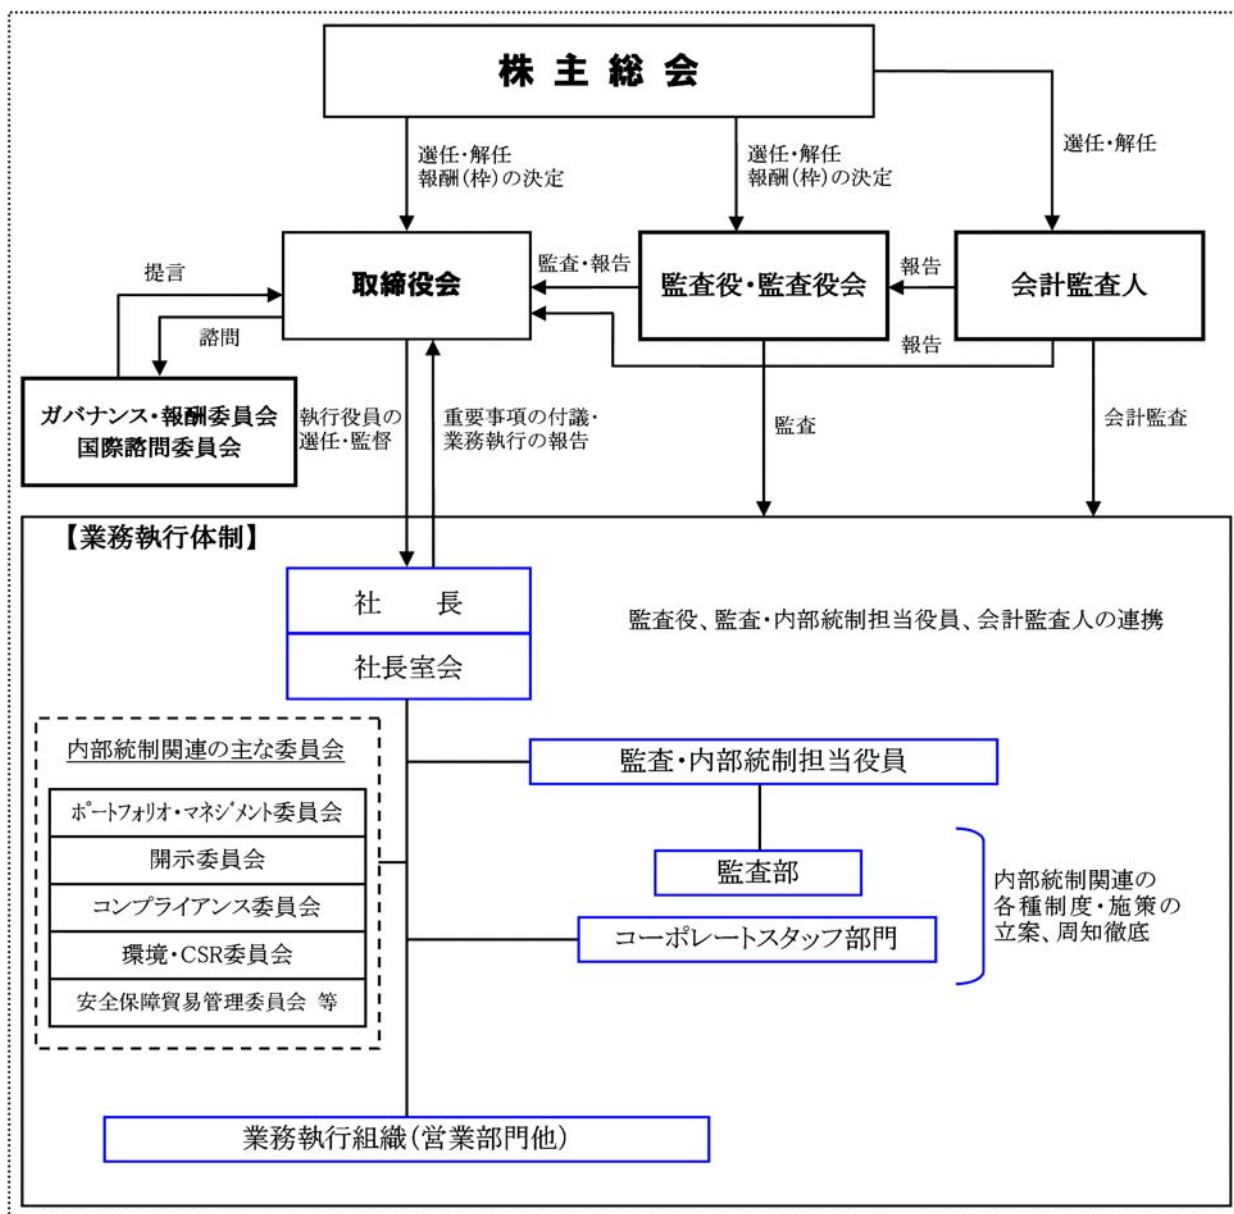 株主総会
選任・解任
報酬(枠)の決定
選任・解任
報酬(枠)の決定
選任・解任
取締役会
監査・報告
監査役・監査役会
報告
会計監査人
提言
諮問
報告
ガバナンス・報酬委員会
国際諮問委員会
執行役員の
選任・監督
重要事項の付議・
業務執行の報告
監査
会計監査
【業務執行体制】
社 長
社長室会
監査役、監査・内部統制担当役員、会計監査人の連携
内部統制関連の主な委員会
ポートフォリオ・マネジメント委員会
開示委員会
コンプライアンス委員会
環境・CSR委員会
安全保障貿易管理委員会 等
監査・内部統制担当役員
監査部
コーポレートスタッフ部門
内部統制関連の
各種制度・施策の
立案、周知徹底
業務執行組織(営業部門他)